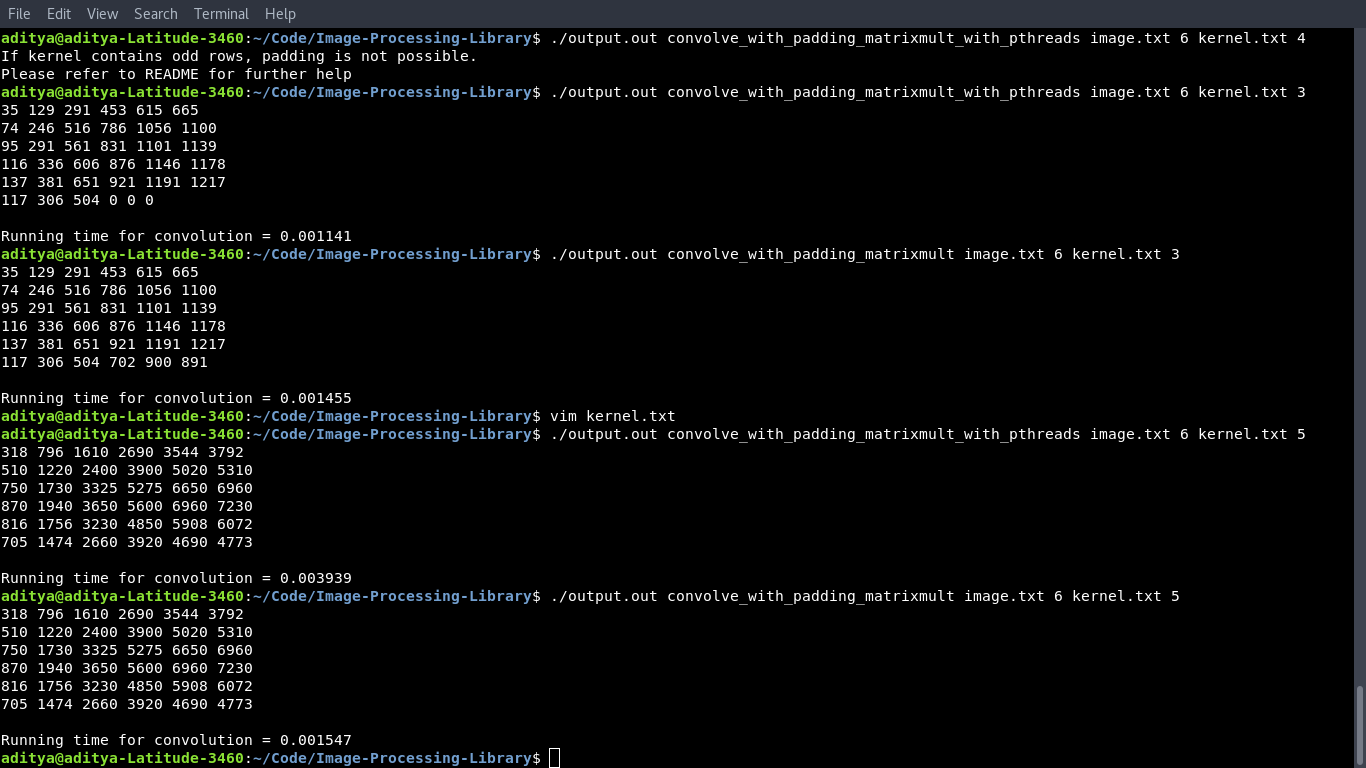 File Edit View Search Terminal Help
aditya@aditya-Latitude-3460:~/Code/Image-Processing-Library$ ./output.out convolve_with_padding_matrixmult_with_pthreads image.txt 6 kernel.txt 4
If kernel contains odd rows, padding is not possible.
Please refer to README for further help
aditya@aditya-Latitude-3460:~/Code/Image-Processing-Library$ ./output.out convolve_with_padding_matrixmult_with_pthreads image.txt 6 kernel.txt 3
35 129 291 453 615 665
74 246 516 786 1056 1100
95 291 561 831 1101 1139
116 336 606 876 1146 1178
137 381 651 921 1191 1217
117 306 504 0 0 0
Running time for convolution = 0.001141
aditya@aditya-Latitude-3460:~/Code/Image-Processing-Library$ ./output.out convolve_with_padding_matrixmult image.txt 6 kernel.txt 3
35 129 291 453 615 665
74 246 516 786 1056 1100
95 291 561 831 1101 1139
116 336 606 876 1146 1178
137 381 651 921 1191 1217
117 306 504 702 900 891
Running time for convolution = 0.001455
aditya@aditya-Latitude-3460:~/Code/Image-Processing-Library$ vim kernel.txt
aditya@aditya-Latitude-3460:~/Code/Image-Processing-Library$ ./output.out convolve_with_padding_matrixmult_with_pthreads image.txt 6 kernel.txt 5
318 796 1610 2690 3544 3792
510 1220 2400 3900 5020 5310
750 1730 3325 5275 6650 6960
870 1940 3650 5600 6960 7230
816 1756 3230 4850 5908 6072
705 1474 2660 3920 4690 4773
Running time for convolution = 0.003939
aditya@aditya-Latitude-3460:~/Code/Image-Processing-Library$ ./output.out convolve_with_padding_matrixmult image.txt 6 kernel.txt 5
318 796 1610 2690 3544 3792
510 1220 2400 3900 5020 5310
750 1730 3325 5275 6650 6960
870 1940 3650 5600 6960 7230
816 1756 3230 4850 5908 6072
705 1474 2660 3920 4690 4773
Running time for convolution = 0.001547
aditya@aditya-Latitude-3460:~/Code/Image-Processing-Library$